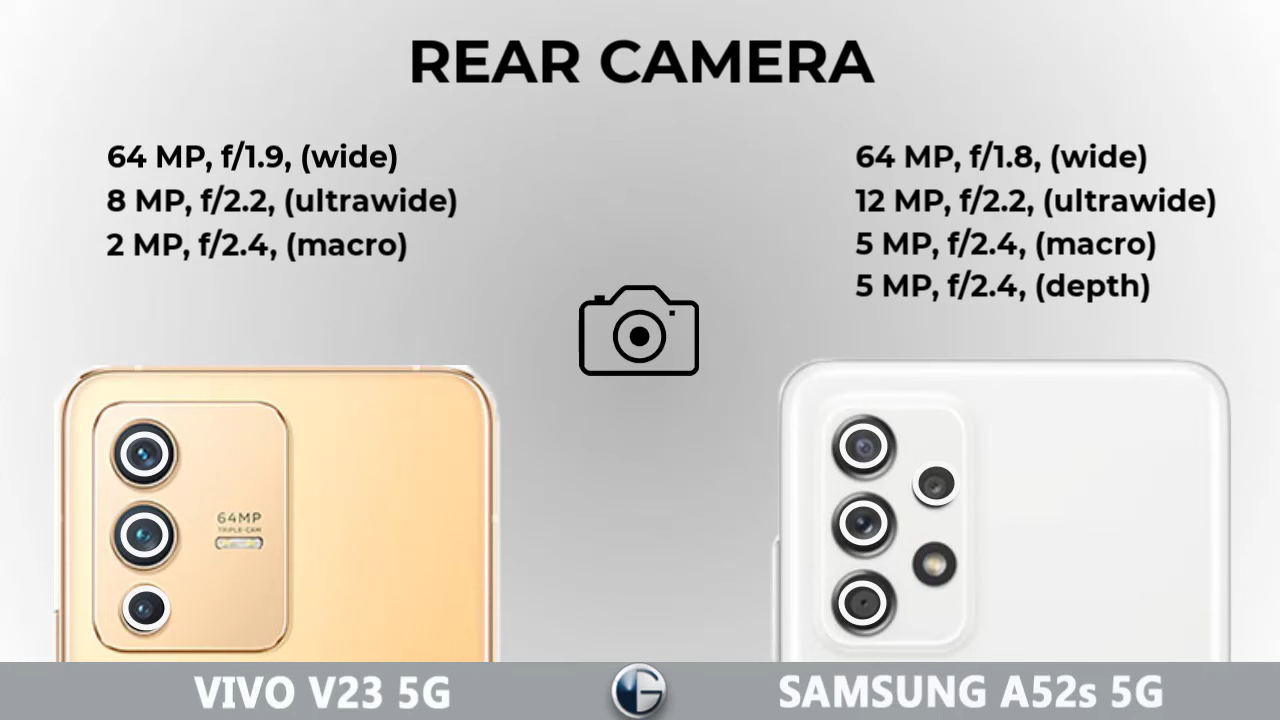 REAR CAMERA
64 MP, f/1.9, (wide)
8 MP, f/2.2, (ultrawide)
2 MP, f/2.4, (macro)
64 MP, f/1.8, (wide)
12 MP, f/2.2, (ultrawide)
5 MP, f/2.4, (macro)
5 MP, f/2.4, (depth)
64MP
TRIPLE-CAM
VIVO V23 5G
G
SAMSUNG A52s 5G